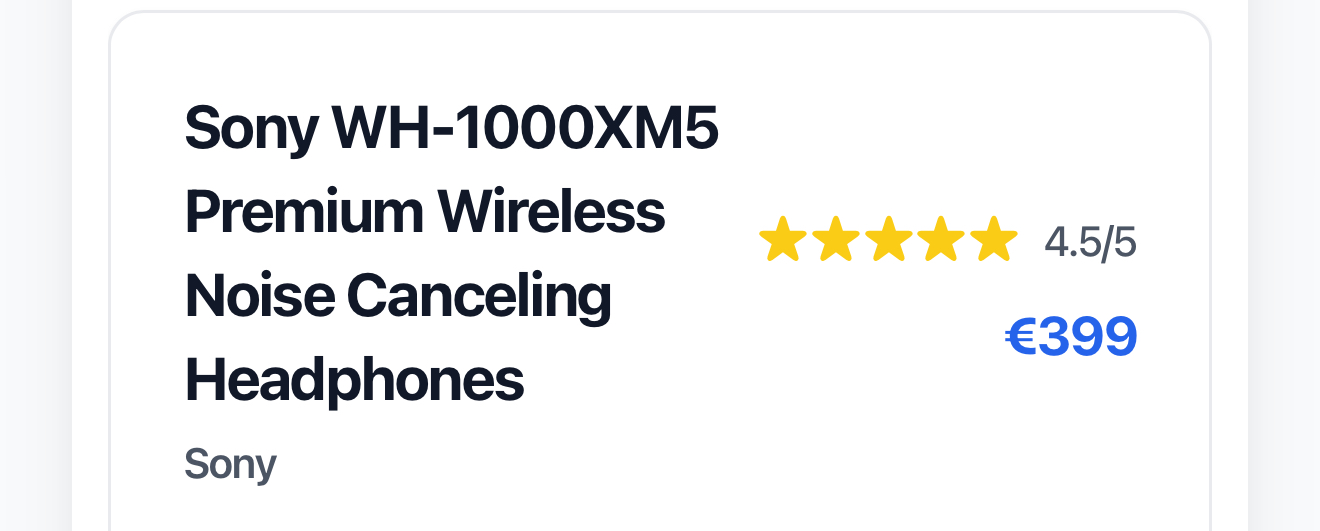 Sony WH-1000XM5
Premium Wireless
Noise Canceling
Headphones
Sony
4.5/5
€399